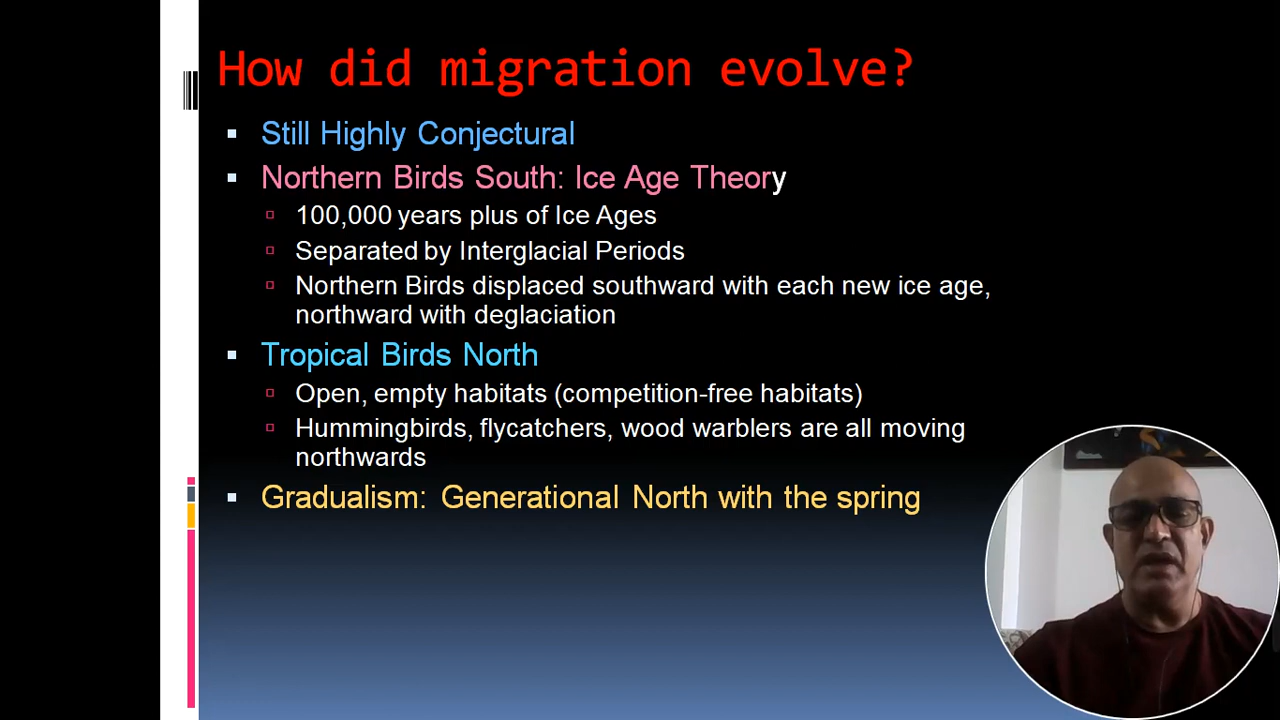 How did migration evolve?
Still Highly Conjectural
Northern Birds South: Ice Age Theory
100,000 years plus of Ice Ages
Separated by Interglacial Periods
Northern Birds displaced southward with each new ice age,
northward with deglaciation
Tropical Birds North
Open, empty habitats (competition-free habitats)
Hummingbirds, flycatchers, wood warblers are all moving
northwards
Gradualism: Generational North with the spring